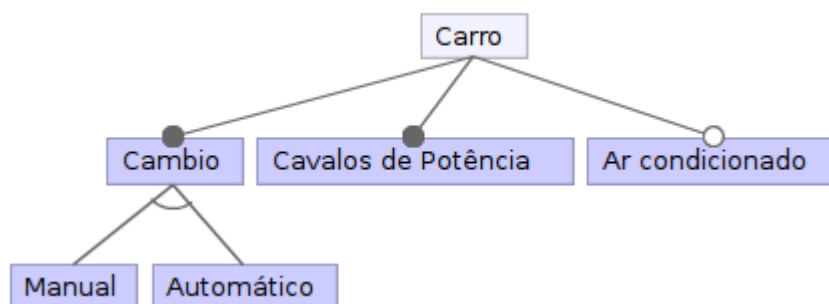 Carro
Cambio
Cavalos de Potência
Ar condicionado
Manual
Automático